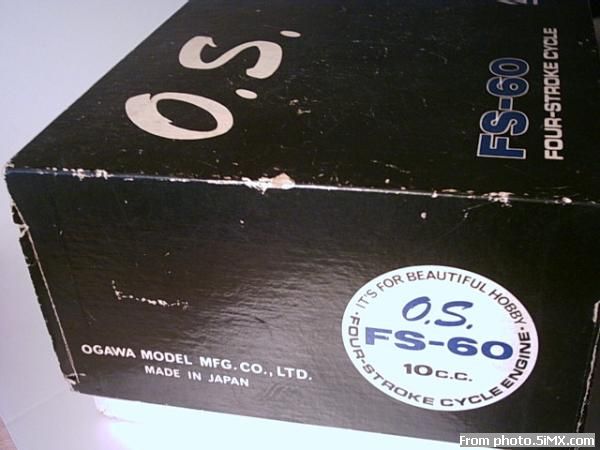 O.S.
FS-60
FOUR-STROKE CYCLE
·IT'S FOR BEAUTIFUL HOBBY·
O.S.
FS-60
10c.c.
FOUR-STROKE CYCLE ENGINE
OGAWA MODEL MFG.CO.,LTD.
MADE IN JAPAN
From photo.5iMX.com